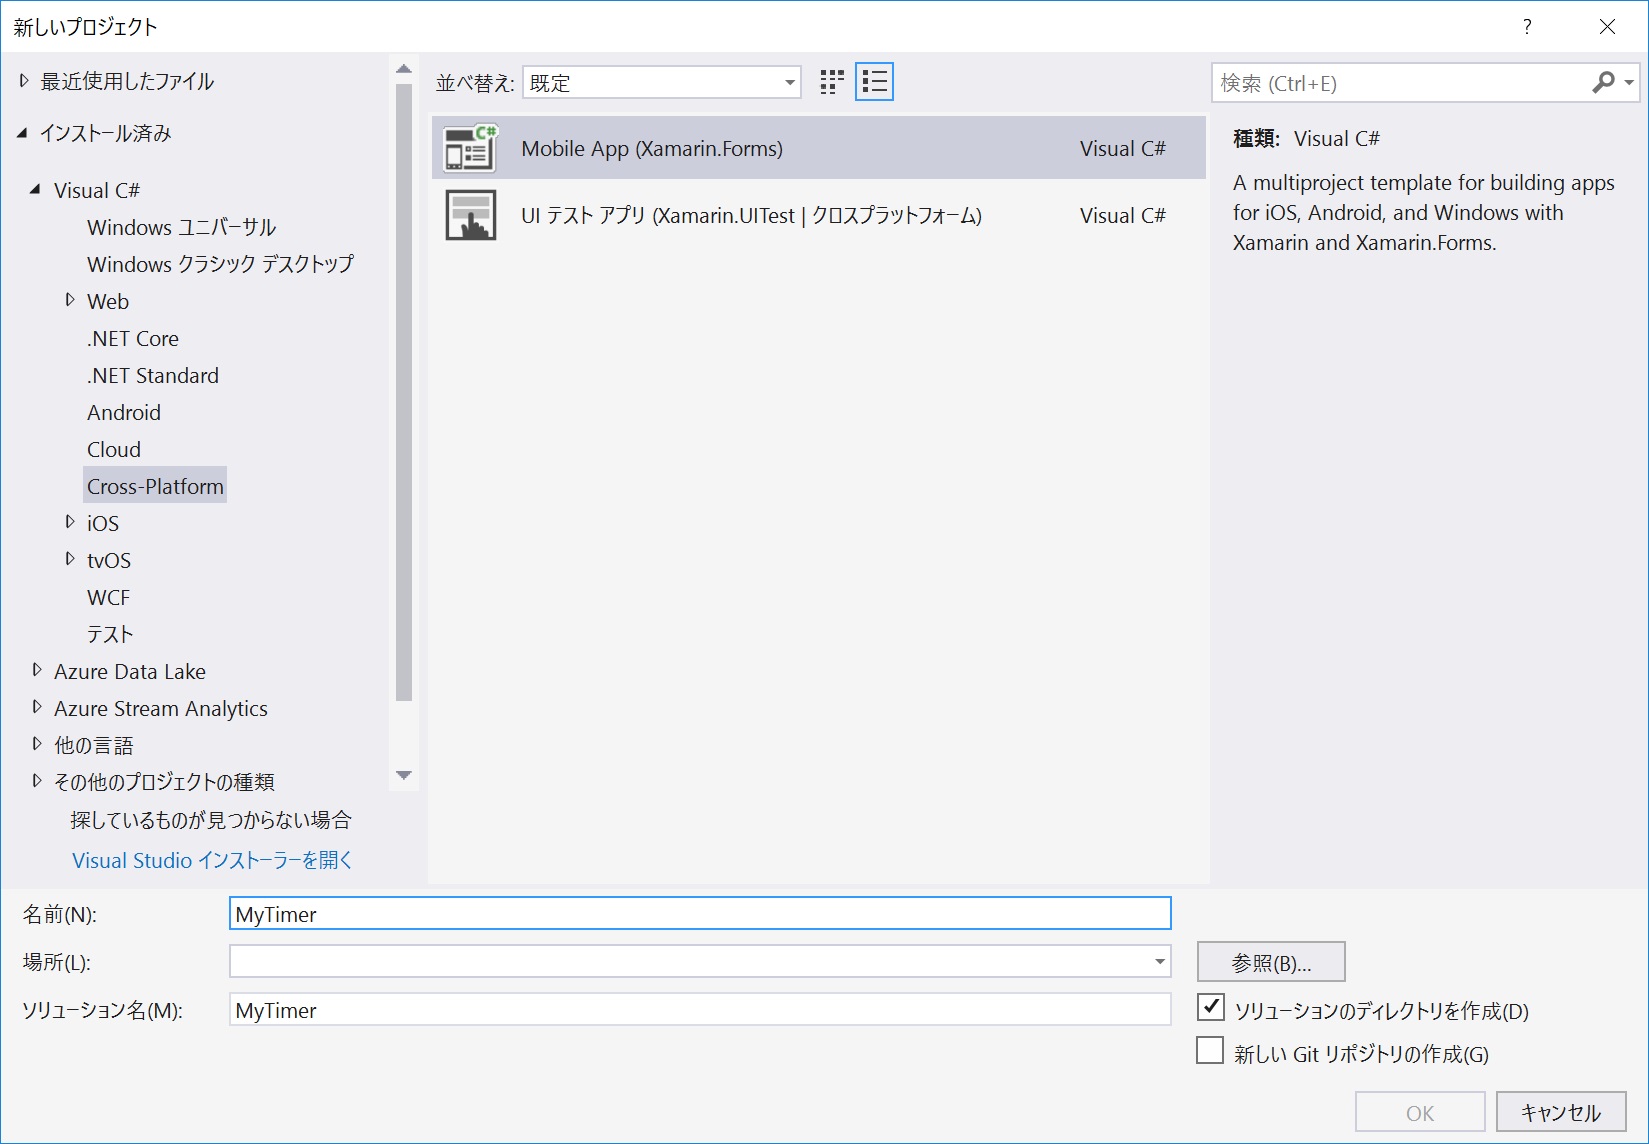 新しいプロジェクト
?
最近使用したファイル
インストール済み
Visual C#
Windows ユニバーサル
Windows クラシック デスクトップ
Web
.NET Core
.NET Standard
Android
Cloud
Cross-Platform
iOS
tvOS
WCF
テスト
Azure Data Lake
Azure Stream Analytics
他の言語
その他のプロジェクトの種類
探しているものが見つからない場合
Visual Studio インストーラーを開く
並べ替え: 既定
C#
Mobile App (Xamarin.Forms) Visual C#
UI テスト アプリ (Xamarin.UITest | クロスプラットフォーム) Visual C#
検索 (Ctrl+E)
種類: Visual C#
A multiproject template for building apps
for iOS, Android, and Windows with
Xamarin and Xamarin.Forms.
名前(N): MyTimer
場所(L): 参照(B)...
ソリューション名(M): MyTimer
ソリューションのディレクトリを作成(D)
新しい Git リポジトリの作成(G)
OK キャンセル